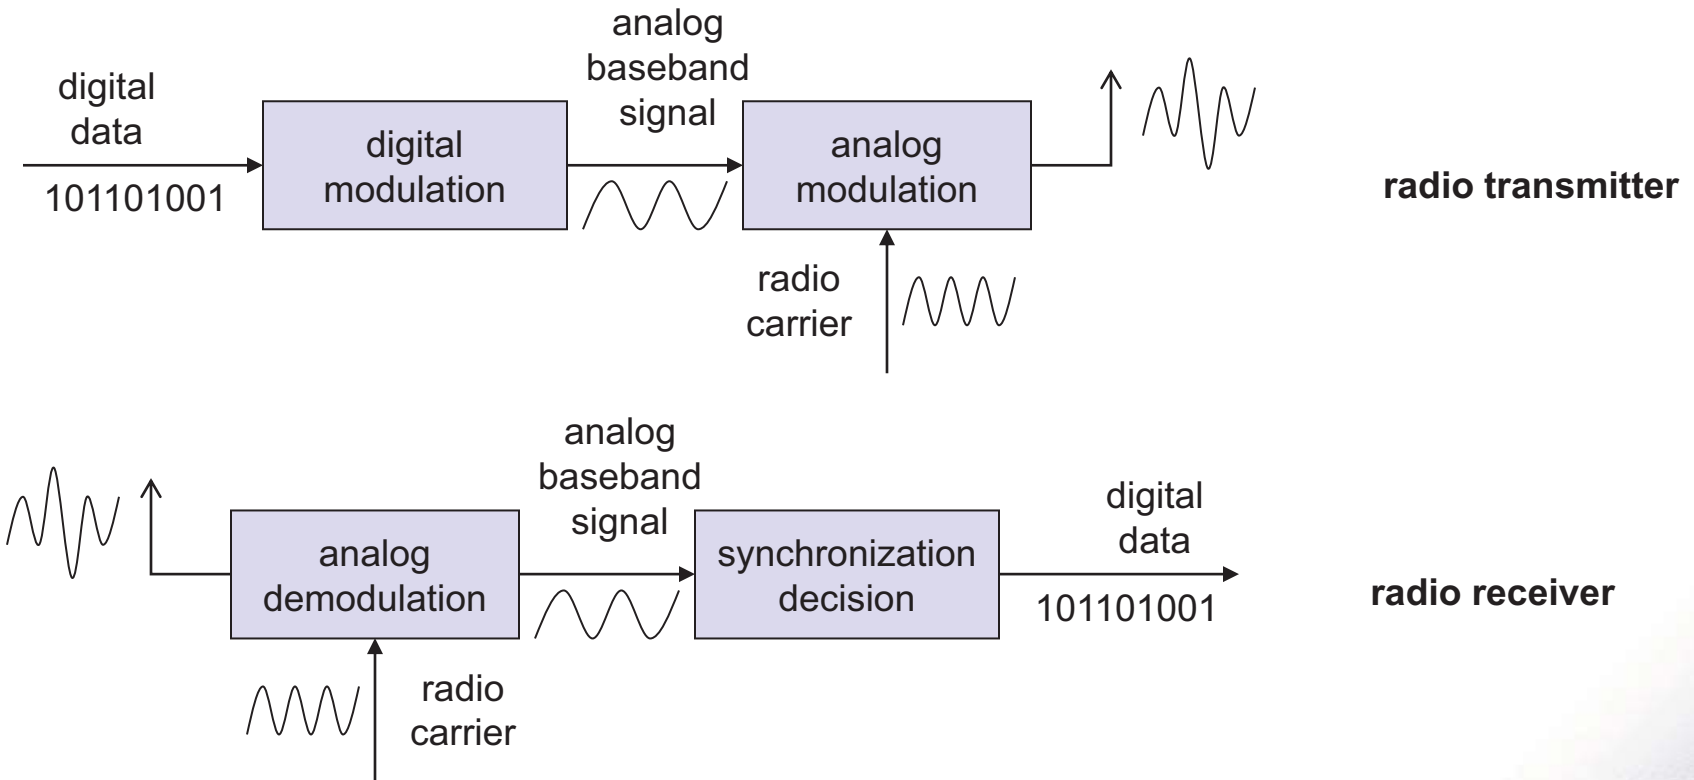 analog
baseband
signal
digital
data
101101001
digital
modulation
analog
modulation
radio
carrier
radio transmitter
analog
baseband
signal
analog
demodulation
synchronization
decision
digital
data
101101001
radio
carrier
radio receiver